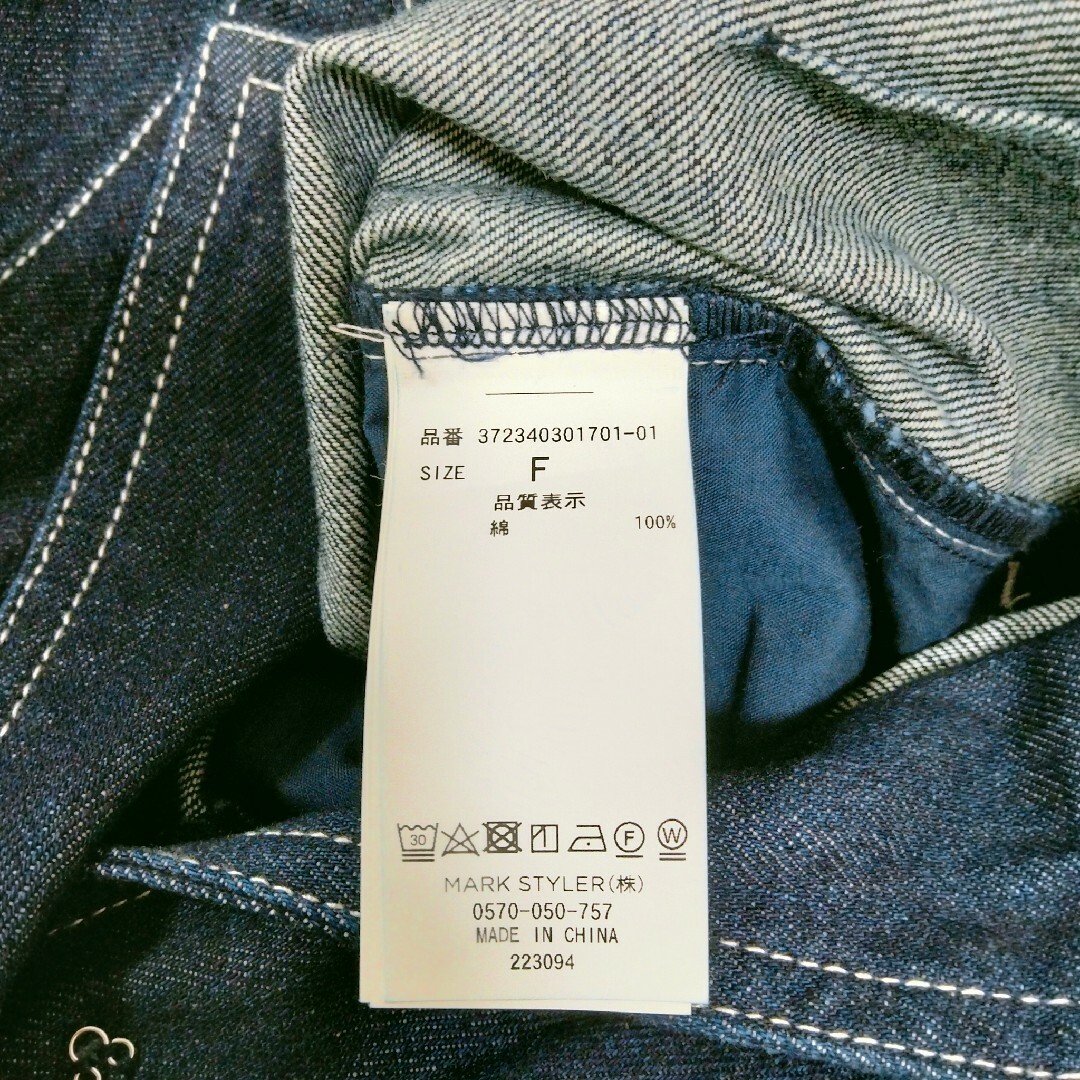 品番 372340301701-01
SIZE F
品質表示
綿 100%
30 F W
MARK STYLER(株)
0570-050-757
MADE IN CHINA
223094